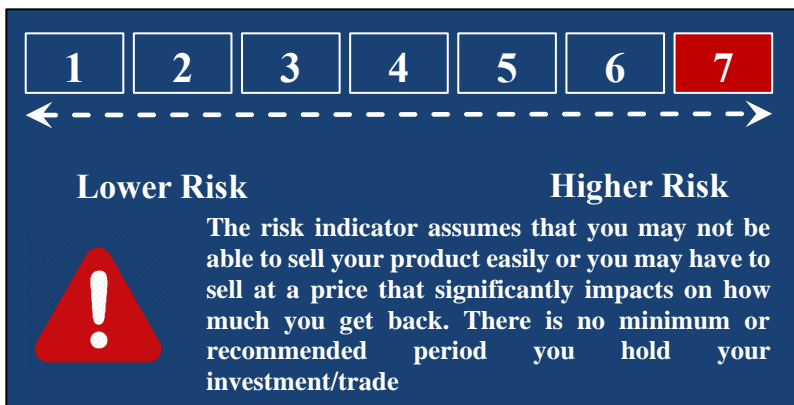 1 2 3 4 5 6 7
Lower Risk Higher Risk
The risk indicator assumes that you may not be
able to sell your product easily or you may have to
sell at a price that significantly impacts on how
much you get back. There is no minimum or
recommended period you hold your
investment/trade